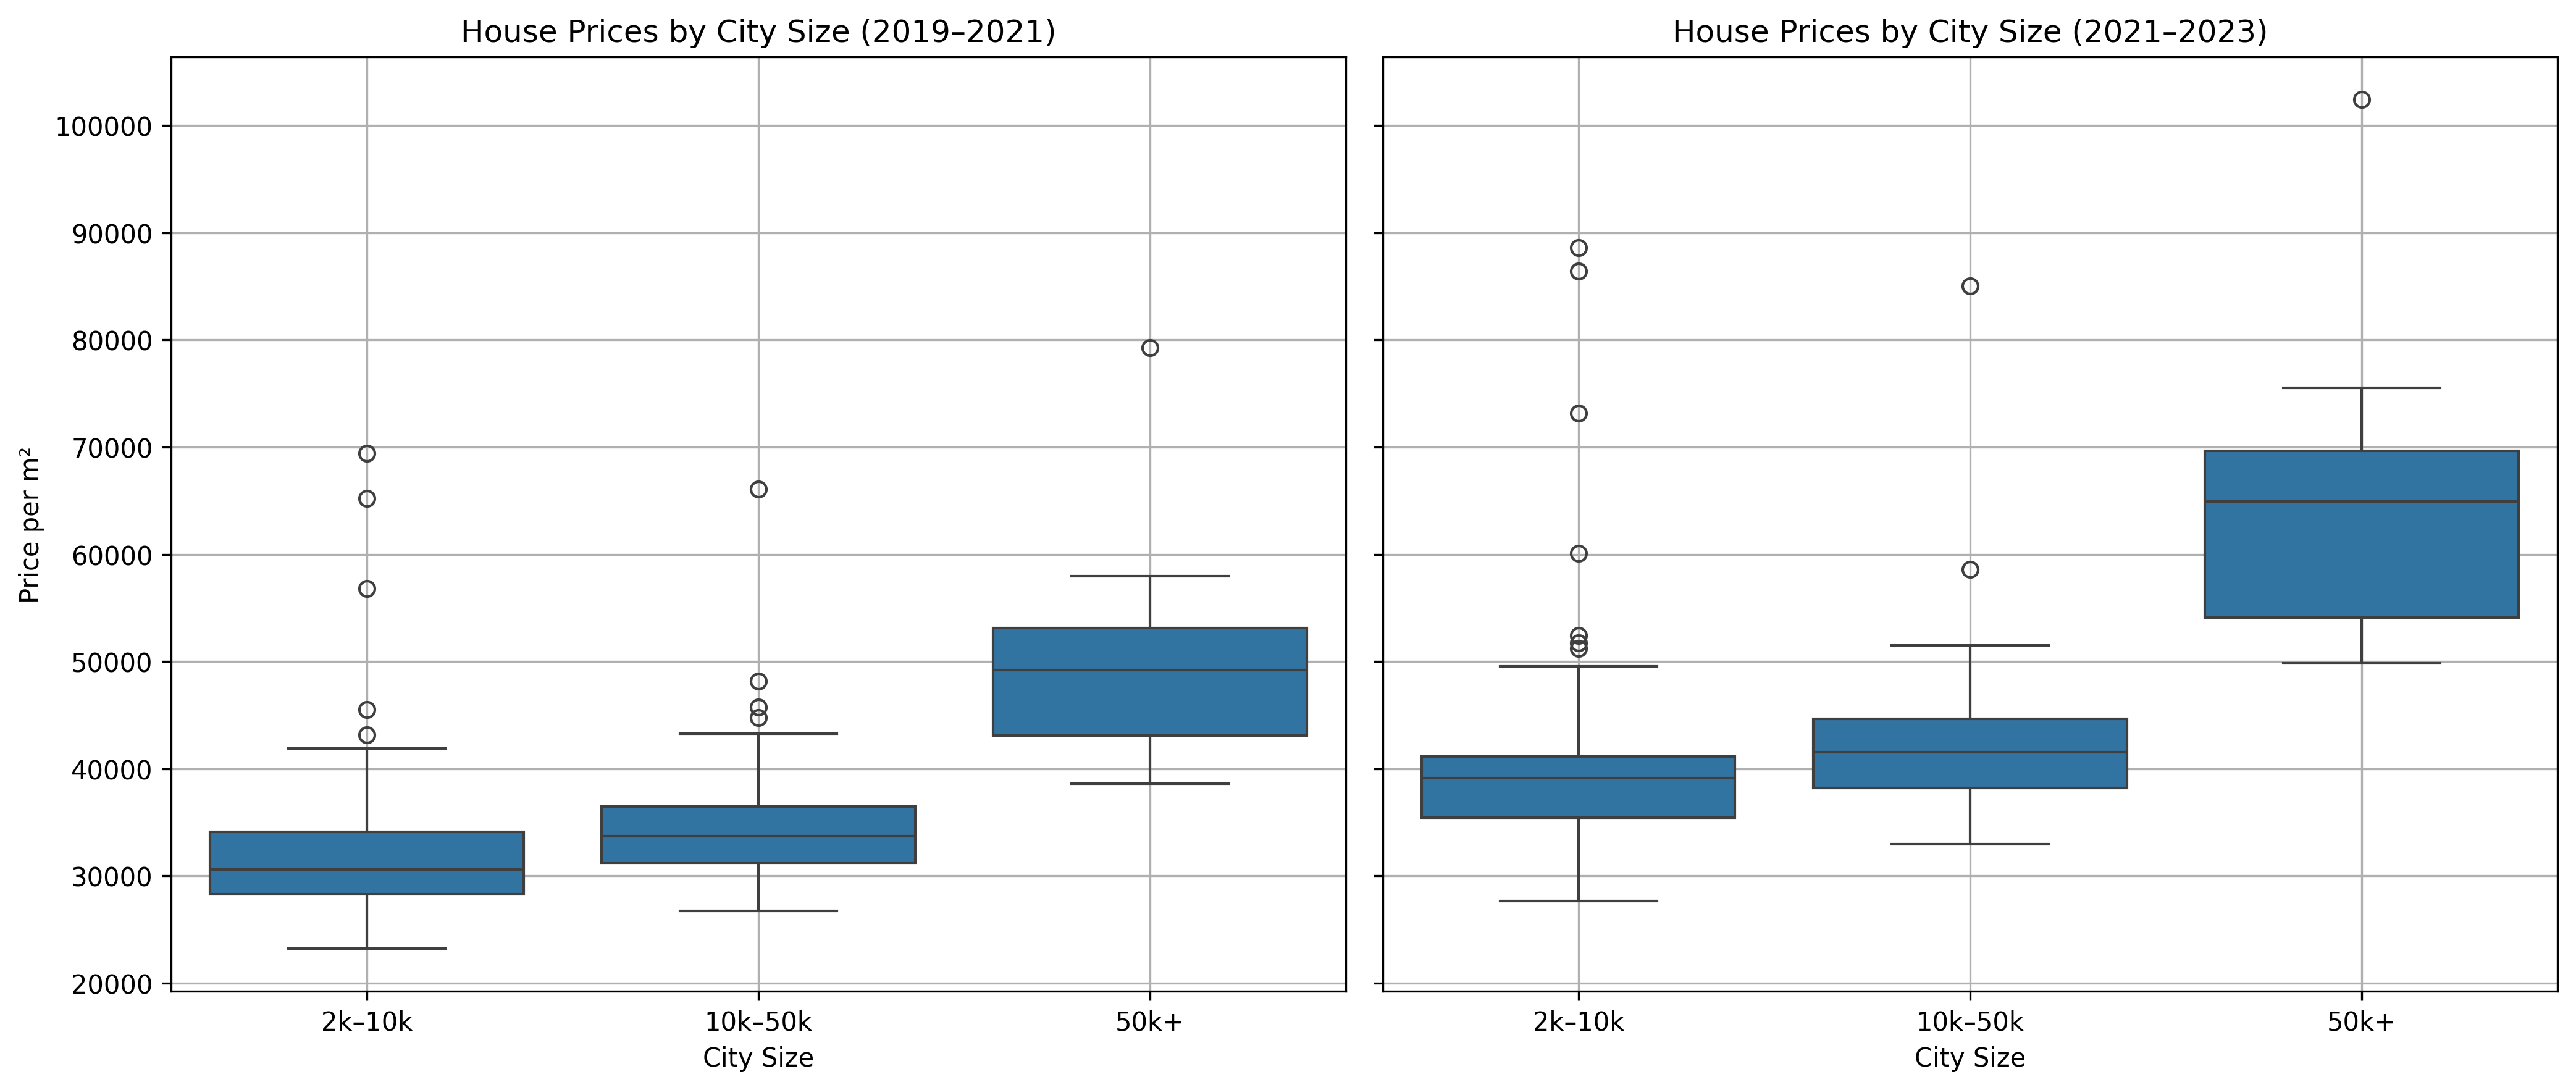 House Prices by City Size (2019–2021)
Price per m²
100000
90000
80000
70000
60000
50000
40000
30000
20000
2k–10k
10k–50k
50k+
City Size
House Prices by City Size (2021–2023)
2k–10k
10k–50k
50k+
City Size